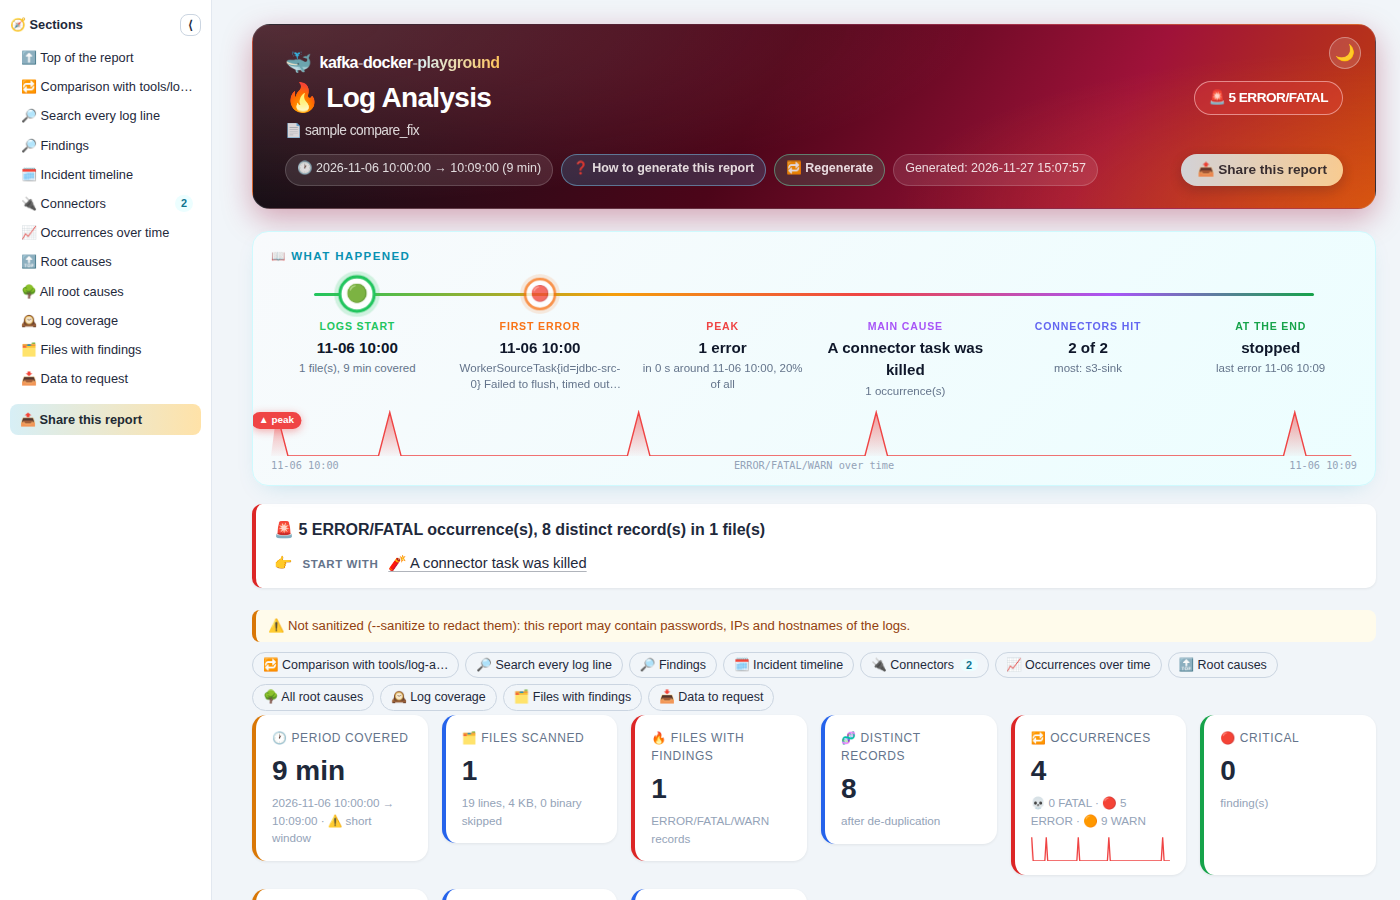 🧭 Sections
⟨
⬆️ Top of the report
🔁 Comparison with tools/lo…
🔎 Search every log line
🔎 Findings
🗓️ Incident timeline
🔌 Connectors 2
📈 Occurrences over time
🔝 Root causes
🌳 All root causes
🕰️ Log coverage
🗂️ Files with findings
📥 Data to request
📤 Share this report
🐳 kafka-docker-playground
🔥 Log Analysis
📄 sample compare_fix
🌙
🚨 5 ERROR/FATAL
🕐 2026-11-06 10:00:00 → 10:09:00 (9 min)
❓ How to generate this report
🔁 Regenerate
Generated: 2026-11-27 15:07:57
📤 Share this report
📖 WHAT HAPPENED
LOGS START
11-06 10:00
1 file(s), 9 min covered
FIRST ERROR
11-06 10:00
WorkerSourceTask{id=jdbc-src-
0} Failed to flush, timed out…
PEAK
1 error
in 0 s around 11-06 10:00, 20%
of all
MAIN CAUSE
A connector task was
killed
1 occurrence(s)
CONNECTORS HIT
2 of 2
most: s3-sink
AT THE END
stopped
last error 11-06 10:09
▲ peak
11-06 10:00
ERROR/FATAL/WARN over time
11-06 10:09
🚨 5 ERROR/FATAL occurrence(s), 8 distinct record(s) in 1 file(s)
👉 START WITH 🧨 A connector task was killed
⚠️ Not sanitized (--sanitize to redact them): this report may contain passwords, IPs and hostnames of the logs.
🔁 Comparison with tools/log-a…
🔎 Search every log line
🔎 Findings
🗓️ Incident timeline
🔌 Connectors 2
📈 Occurrences over time
🔝 Root causes
🌳 All root causes
🕰️ Log coverage
🗂️ Files with findings
📥 Data to request
🕐 PERIOD COVERED
9 min
2026-11-06 10:00:00 →
10:09:00 · ⚠️ short
window
🗂️ FILES SCANNED
1
19 lines, 4 KB, 0 binary
skipped
🔥 FILES WITH
FINDINGS
1
ERROR/FATAL/WARN
records
🧬 DISTINCT
RECORDS
8
after de-duplication
🔁 OCCURRENCES
4
💀 0 FATAL · 🔴 5
ERROR · 🟠 9 WARN
🔴 CRITICAL
0
finding(s)